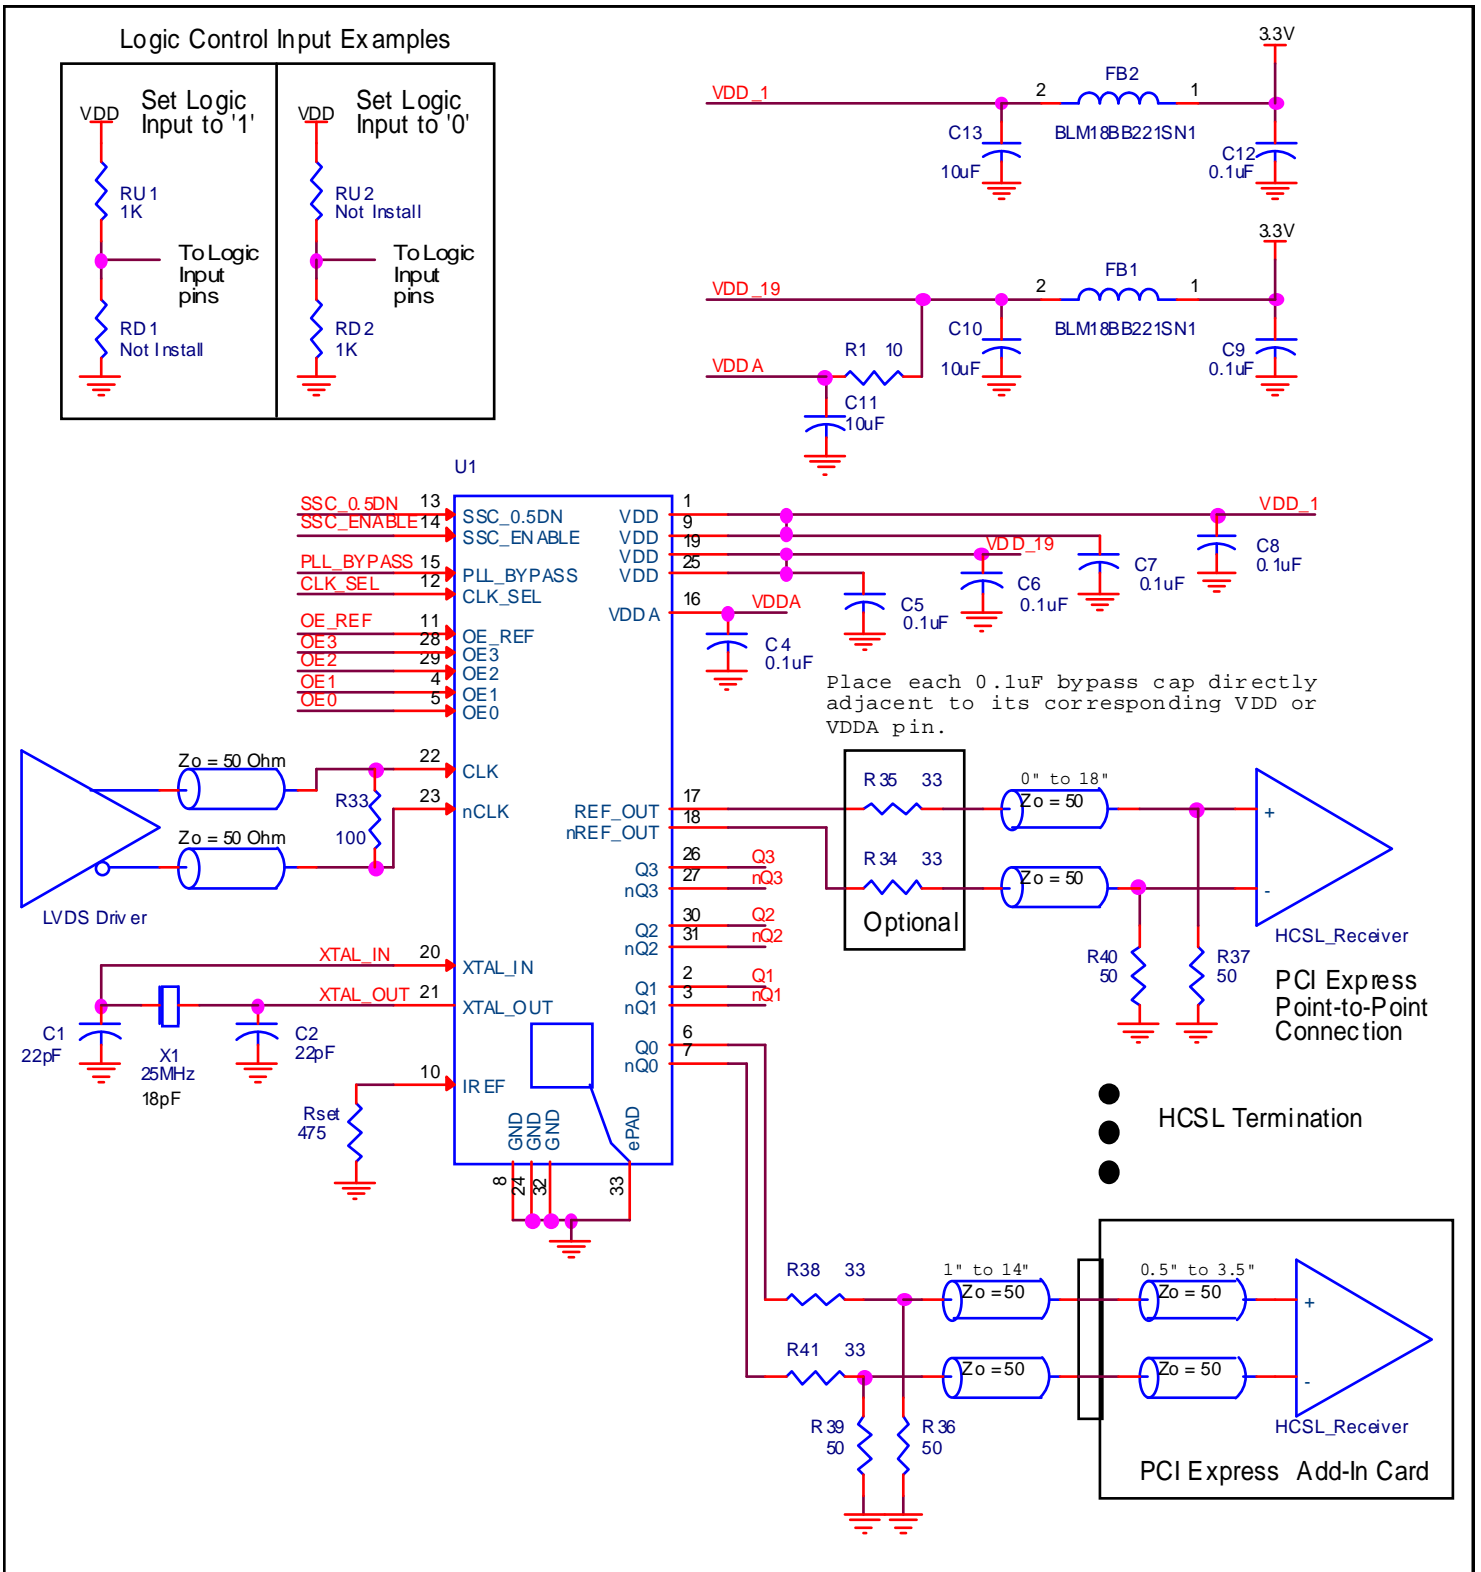 Logic Control Input Examples
VDD
Set Logic
Input to '1'
RU1
1K
To Logic
Input
pins
RD1
Not Install
VDD
Set Logic
Input to '0'
RU2
Not Install
To Logic
Input
pins
RD2
1K
3.3V
VDD_1
2
FB2
1
BLM18BB221SN1
C13
10uF
C12
0.1uF
3.3V
VDD_19
2
FB1
1
BLM18BB221SN1
C10
10uF
C9
0.1uF
VDDA
R1 10
C11
10uF
U1
SSC_0.5DN 13 SSC_0.5DN
SSC_ENABLE 14 SSC_ENABLE
PLL_BYPASS 15 PLL_BYPASS
CLK_SEL 12 CLK_SEL
OE_REF 11 OE_REF
OE3 28 OE3
OE2 29 OE2
OE1 4 OE1
OE0 5 OE0
VDD 1
VDD 9
VDD 19
VDD 25
VDDA 16
VDD_1
VDD_19
VDDA
C8
0.1uF
C7
0.1uF
C6
0.1uF
C5
0.1uF
C4
0.1uF
Place each 0.1uF bypass cap directly
adjacent to its corresponding VDD or
VDDA pin.
Zo = 50 Ohm
Zo = 50 Ohm
R33
100
LVDS Driver
22 CLK
23 nCLK
REF_OUT 17
nREF_OUT 18
Q3 26 Q3
nQ3 27 nQ3
Q2 30 Q2
nQ2 31 nQ2
Q1 2 Q1
nQ1 3 nQ1
Q0 6
nQ0 7
R35 33
R34 33
Optional
0" to 18"
Zo = 50
Zo = 50
+
-
HCSL_Receiver
R40
50
R37
50
PCI Express
Point-to-Point
Connection
XTAL_IN 20 XTAL_IN
XTAL_OUT 21 XTAL_OUT
C1
22pF
X1
25MHz
18pF
C2
22pF
10 IREF
Rset
475
GND
GND
GND
ePAD
8
24
32
33
HCSL Termination
R38 33
R41 33
1" to 14"
Zo = 50
Zo = 50
0.5" to 3.5"
Zo = 50
Zo = 50
+
-
R39
50
R36
50
HCSL_Receiver
PCI Express Add-In Card